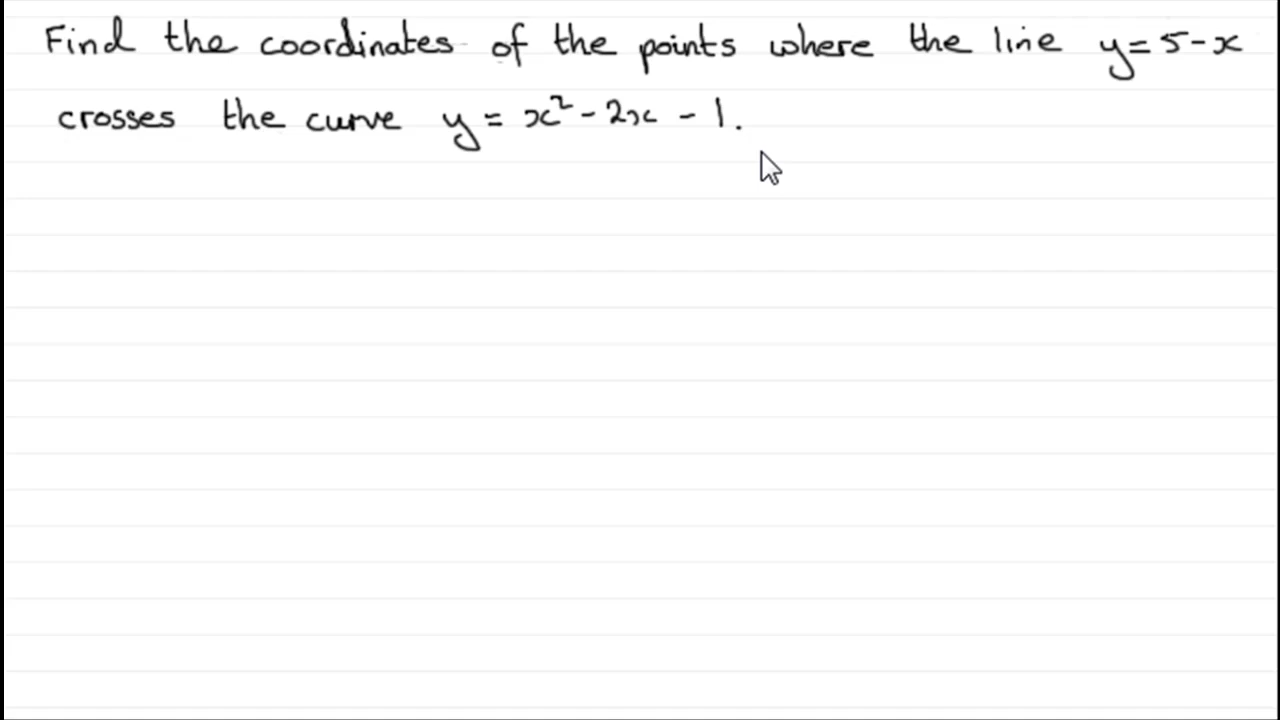 Find the coordinates of the points where the line y = 5 - x
crosses the curve y = x² - 2x - 1.